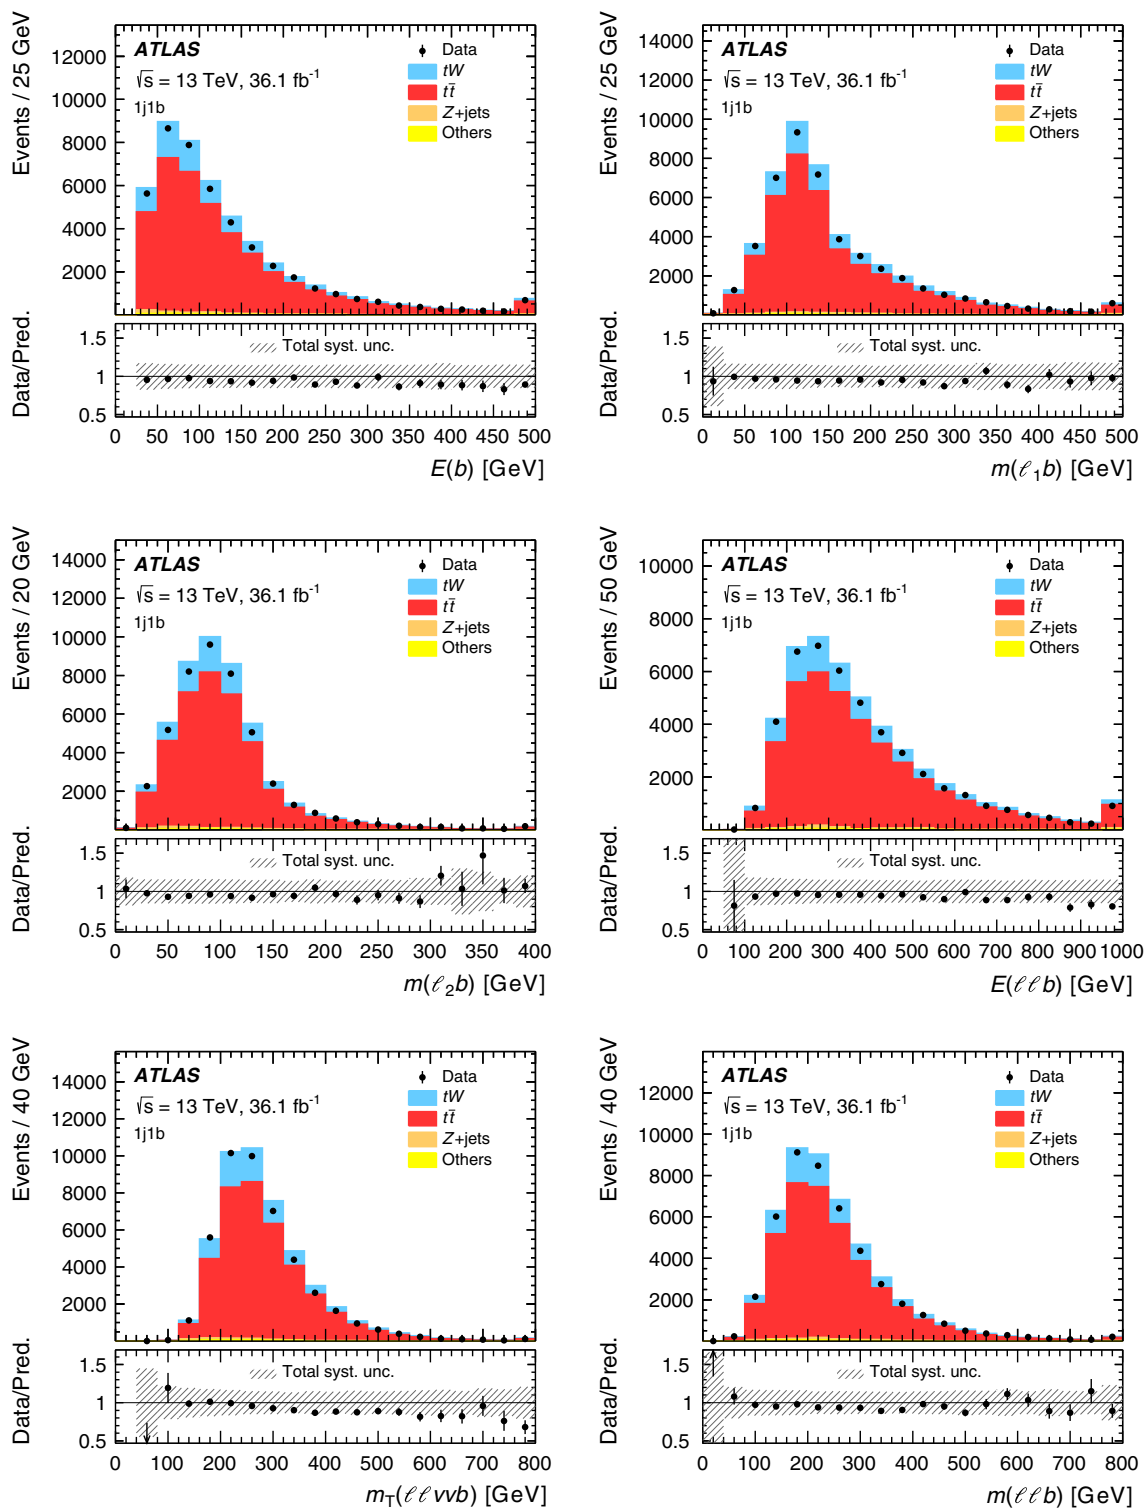 Events / 25 GeV
12000
10000
8000
6000
4000
2000
ATLAS
√s = 13 TeV, 36.1 fb⁻¹
1j1b
Data
tW
tt̄
Z+jets
Others
Data/Pred.
1.5
1
0.5
Total syst. unc.
0 50 100 150 200 250 300 350 400 450 500
E(b) [GeV]
Events / 25 GeV
14000
12000
10000
8000
6000
4000
2000
ATLAS
√s = 13 TeV, 36.1 fb⁻¹
1j1b
Data
tW
tt̄
Z+jets
Others
Data/Pred.
1.5
1
0.5
Total syst. unc.
0 50 100 150 200 250 300 350 400 450 500
m(ℓ₁b) [GeV]
Events / 20 GeV
14000
12000
10000
8000
6000
4000
2000
ATLAS
√s = 13 TeV, 36.1 fb⁻¹
1j1b
Data
tW
tt̄
Z+jets
Others
Data/Pred.
1.5
1
0.5
Total syst. unc.
0 50 100 150 200 250 300 350 400
m(ℓ₂b) [GeV]
Events / 50 GeV
10000
8000
6000
4000
2000
ATLAS
√s = 13 TeV, 36.1 fb⁻¹
1j1b
Data
tW
tt̄
Z+jets
Others
Data/Pred.
1.5
1
0.5
Total syst. unc.
0 100 200 300 400 500 600 700 800 900 1000
E(ℓℓb) [GeV]
Events / 40 GeV
14000
12000
10000
8000
6000
4000
2000
ATLAS
√s = 13 TeV, 36.1 fb⁻¹
1j1b
Data
tW
tt̄
Z+jets
Others
Data/Pred.
1.5
1
0.5
Total syst. unc.
0 100 200 300 400 500 600 700 800
m_T(ℓℓννb) [GeV]
Events / 40 GeV
12000
10000
8000
6000
4000
2000
ATLAS
√s = 13 TeV, 36.1 fb⁻¹
1j1b
Data
tW
tt̄
Z+jets
Others
Data/Pred.
1.5
1
0.5
Total syst. unc.
0 100 200 300 400 500 600 700 800
m(ℓℓb) [GeV]